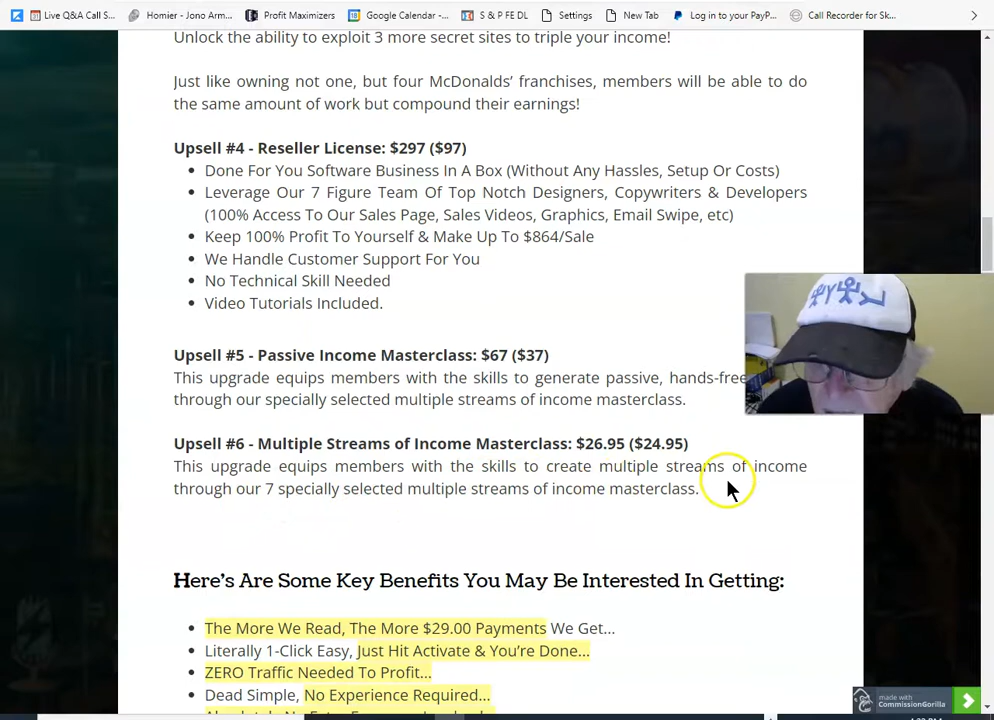 Live Q&A Call S...
Homier - Jono Arm...
Profit Maximizers
Google Calendar -...
S & P FE DL
Settings
New Tab
Log in to your PayP...
Call Recorder for Sk...
Unlock the ability to exploit 3 more secret sites to triple your income!
Just like owning not one, but four McDonalds' franchises, members will be able to do
the same amount of work but compound their earnings!
Upsell #4 - Reseller License: $297 ($97)
Done For You Software Business In A Box (Without Any Hassles, Setup Or Costs)
Leverage Our 7 Figure Team Of Top Notch Designers, Copywriters & Developers
(100% Access To Our Sales Page, Sales Videos, Graphics, Email Swipe, etc)
Keep 100% Profit To Yourself & Make Up To $864/Sale
We Handle Customer Support For You
No Technical Skill Needed
Video Tutorials Included.
Upsell #5 - Passive Income Masterclass: $67 ($37)
This upgrade equips members with the skills to generate passive, hands-free
through our specially selected multiple streams of income masterclass.
Upsell #6 - Multiple Streams of Income Masterclass: $26.95 ($24.95)
This upgrade equips members with the skills to create multiple streams of income
through our 7 specially selected multiple streams of income masterclass.
Here's Are Some Key Benefits You May Be Interested In Getting:
The More We Read, The More $29.00 Payments We Get...
Literally 1-Click Easy, Just Hit Activate & You're Done...
ZERO Traffic Needed To Profit...
Dead Simple, No Experience Required...
made with
CommissionGorilla